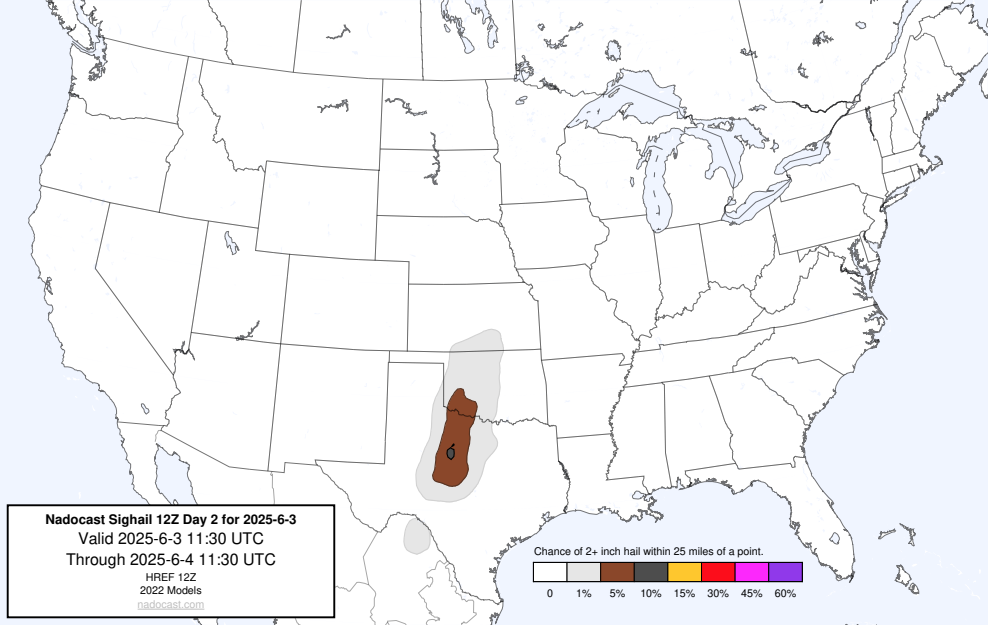 Nadocast Sighail 12Z Day 2 for 2025-6-3
Valid 2025-6-3 11:30 UTC
Through 2025-6-4 11:30 UTC
HREF 12Z
2022 Models
nadocast.com
Chance of 2+ inch hail within 25 miles of a point.
0 1% 5% 10% 15% 30% 45% 60%